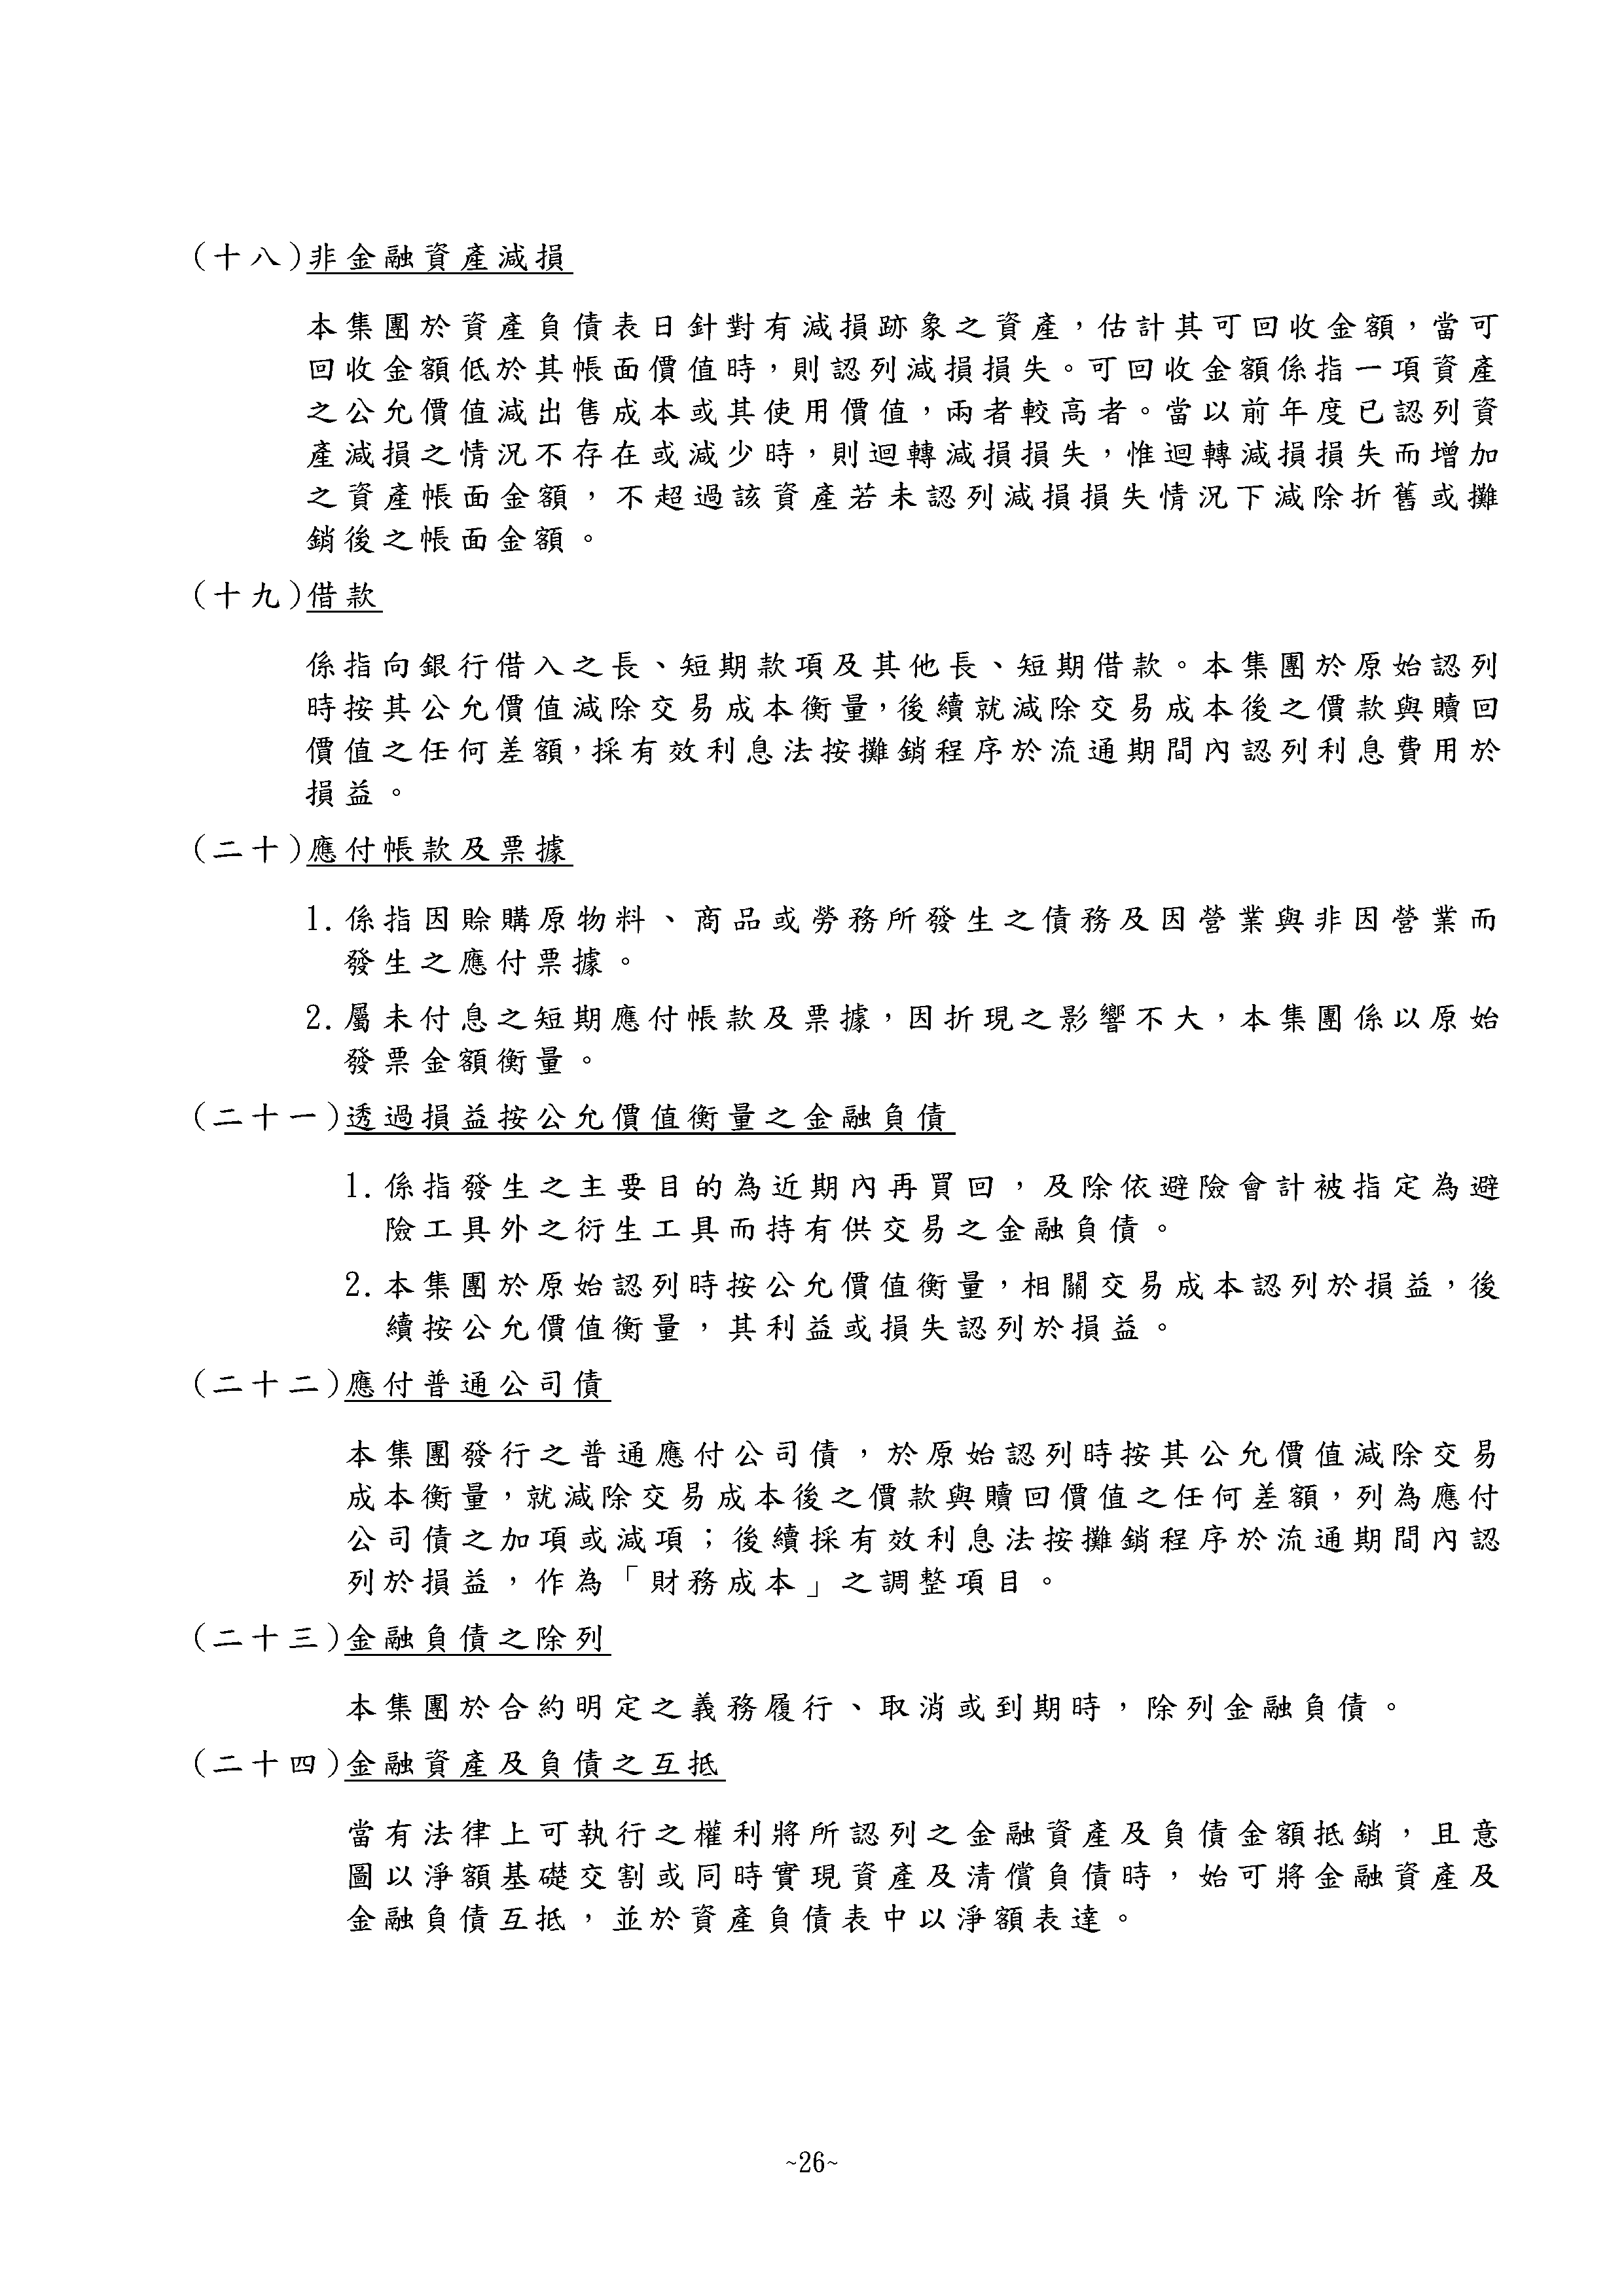 (十八)非金融資產減損
本集團於資產負債表日針對有減損跡象之資產，估計其可回收金額，當可
回收金額低於其帳面價值時，則認列減損損失。可回收金額係指一項資產
之公允價值減出售成本或其使用價值，兩者較高者。當以前年度已認列資
產減損之情況不存在或減少時，則迴轉減損損失，惟迴轉減損損失而增加
之資產帳面金額，不超過該資產若未認列減損損失情況下減除折舊或攤
銷後之帳面金額。
(十九)借款
係指向銀行借入之長、短期款項及其他長、短期借款。本集團於原始認列
時按其公允價值減除交易成本衡量，後續就減除交易成本後之價款與贖回
價值之任何差額，採有效利息法按攤銷程序於流通期間內認列利息費用於
損益。
(二十)應付帳款及票據
1.係指因賒購原物料、商品或勞務所發生之債務及因營業與非因營業而
發生之應付票據。
2.屬未付息之短期應付帳款及票據，因折現之影響不大，本集團係以原始
發票金額衡量。
(二十一)透過損益按公允價值衡量之金融負債
1.係指發生之主要目的為近期內再買回，及除依避險會計被指定為避
險工具外之衍生工具而持有供交易之金融負債。
2.本集團於原始認列時按公允價值衡量，相關交易成本認列於損益，後
續按公允價值衡量，其利益或損失認列於損益。
(二十二)應付普通公司債
本集團發行之普通應付公司債，於原始認列時按其公允價值減除交易
成本衡量，就減除交易成本後之價款與贖回價值之任何差額，列為應付
公司債之加項或減項；後續採有效利息法按攤銷程序於流通期間內認
列於損益，作為「財務成本」之調整項目。
(二十三)金融負債之除列
本集團於合約明定之義務履行、取消或到期時，除列金融負債。
(二十四)金融資產及負債之互抵
當有法律上可執行之權利將所認列之金融資產及負債金額抵銷，且意
圖以淨額基礎交割或同時實現資產及清償負債時，始可將金融資產及
金融負債互抵，並於資產負債表中以淨額表達。
~26~